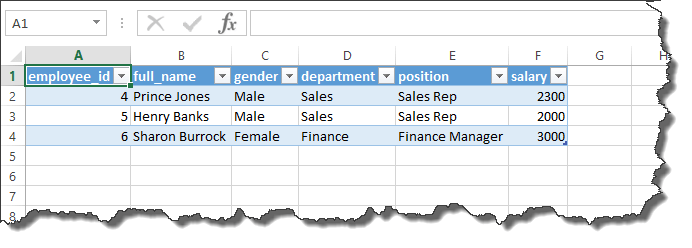 A1 fx
A B C D E F G H
1 employee_id full_name gender department position salary
2 4 Prince Jones Male Sales Sales Rep 2300
3 5 Henry Banks Male Sales Sales Rep 2000
4 6 Sharon Burrock Female Finance Finance Manager 3000
5
6
7
8